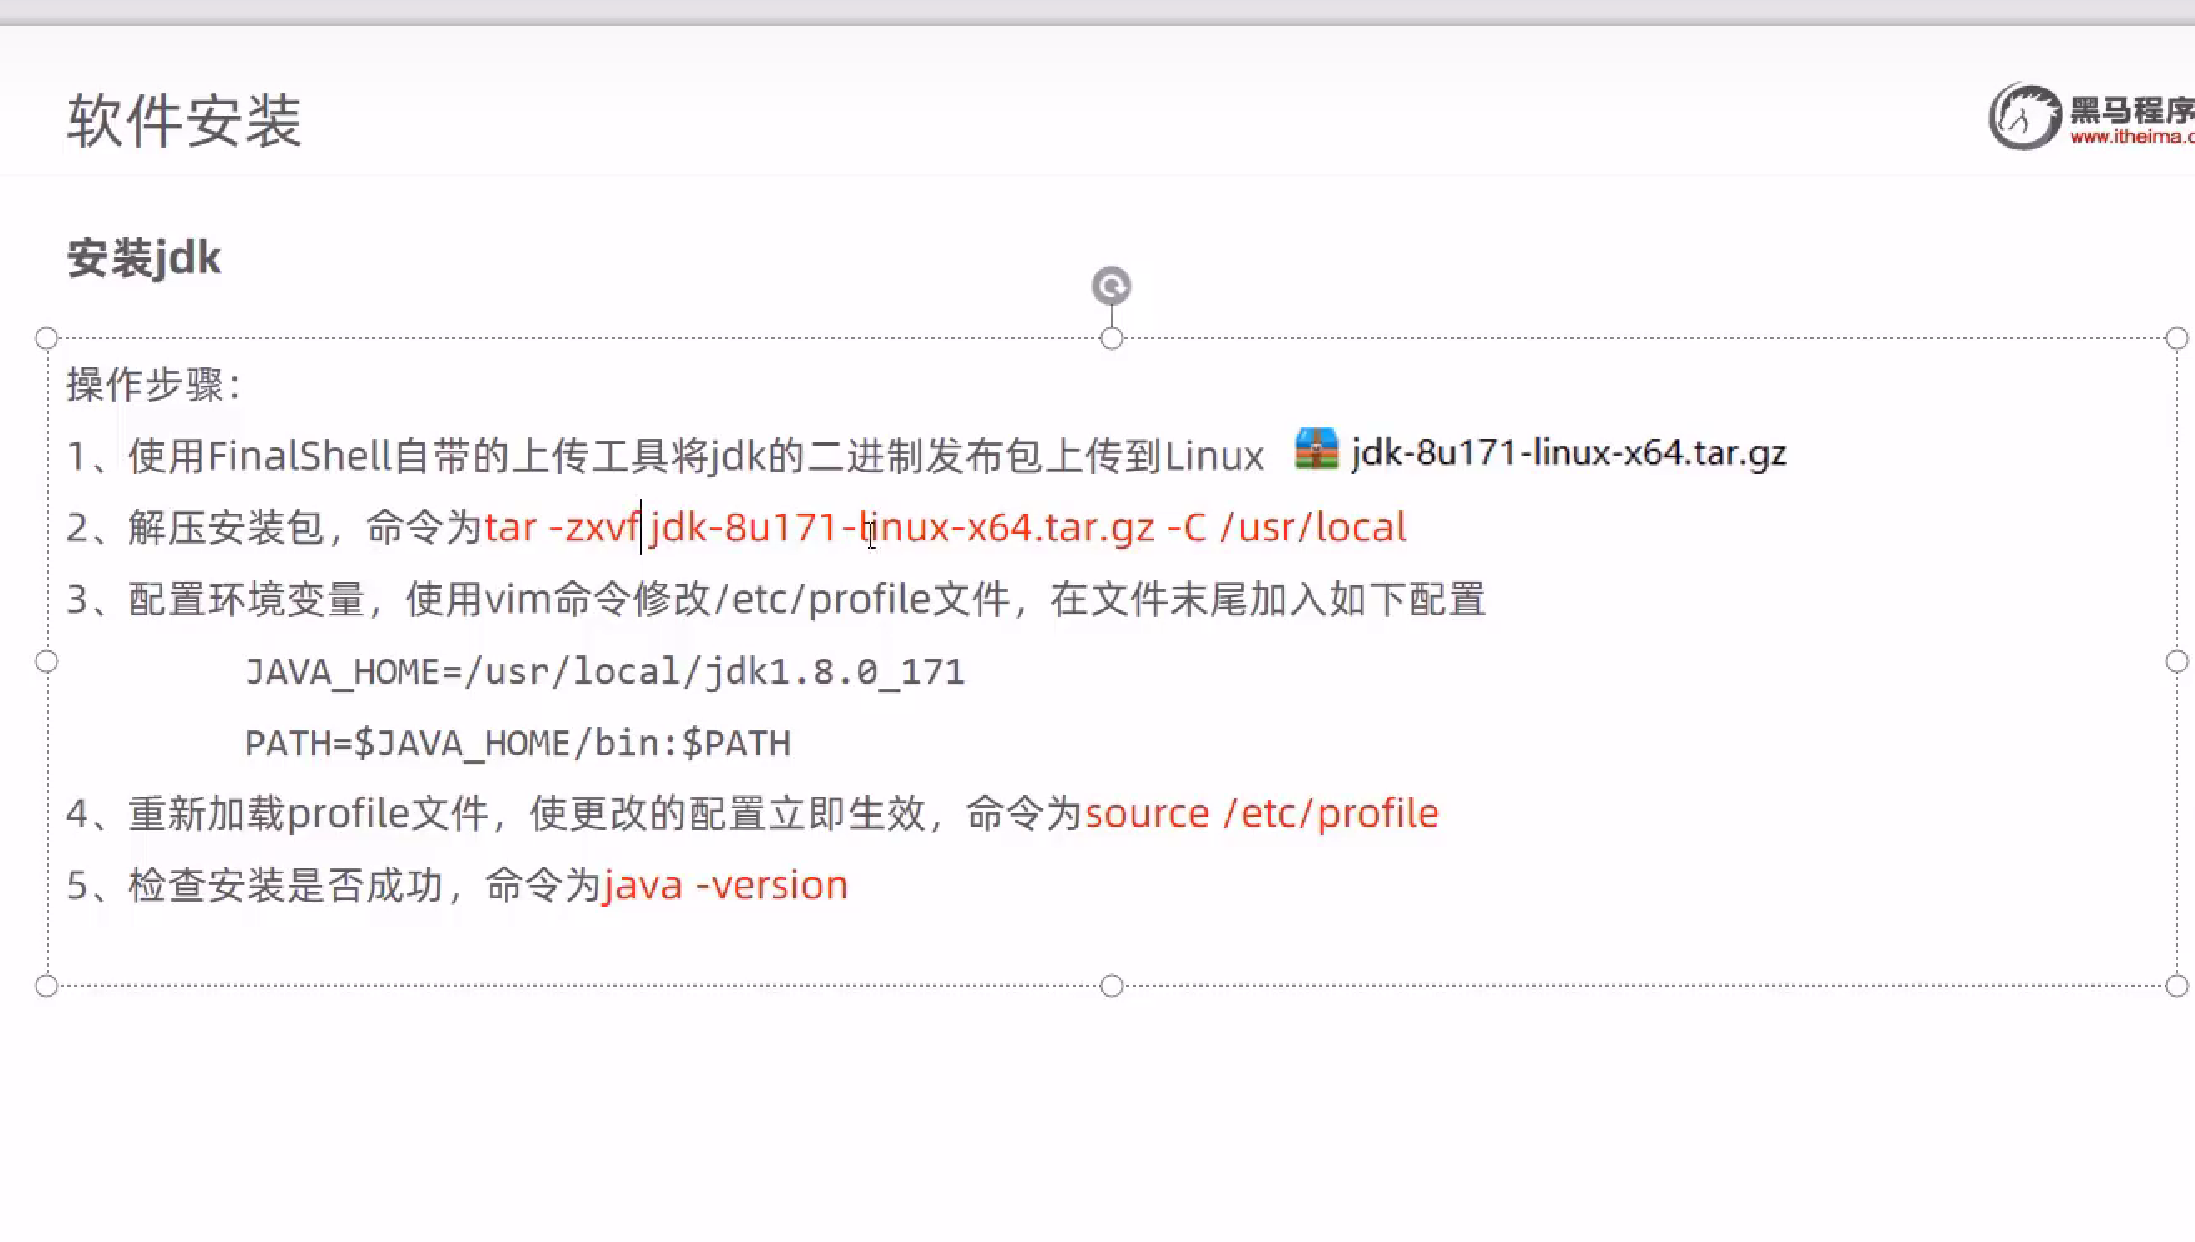 软件安装
黑马程序
www.itheima.c
安装jdk
操作步骤：
1、使用FinalShell自带的上传工具将jdk的二进制发布包上传到Linux jdk-8u171-linux-x64.tar.gz
2、解压安装包，命令为tar -zxvf jdk-8u171-linux-x64.tar.gz -C /usr/local
3、配置环境变量，使用vim命令修改/etc/profile文件，在文件末尾加入如下配置
JAVA_HOME=/usr/local/jdk1.8.0_171
PATH=$JAVA_HOME/bin:$PATH
4、重新加载profile文件，使更改的配置立即生效，命令为source /etc/profile
5、检查安装是否成功，命令为java -version